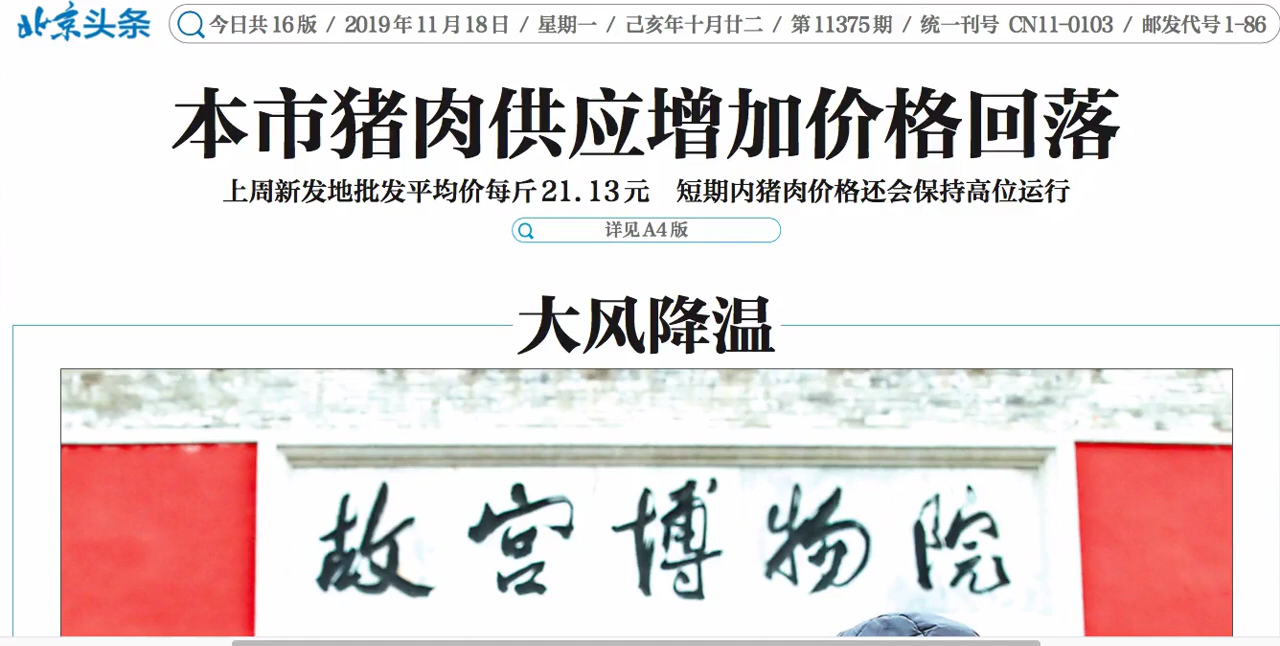 北京头条 今日共16版 / 2019年11月18日 / 星期一 / 己亥年十月廿二 / 第11375期 / 统一刊号 CN11-0103 / 邮发代号1-86
本市猪肉供应增加价格回落
上周新发地批发平均价每斤21.13元 短期内猪肉价格还会保持高位运行
详见A4版
大风降温
故宫博物院